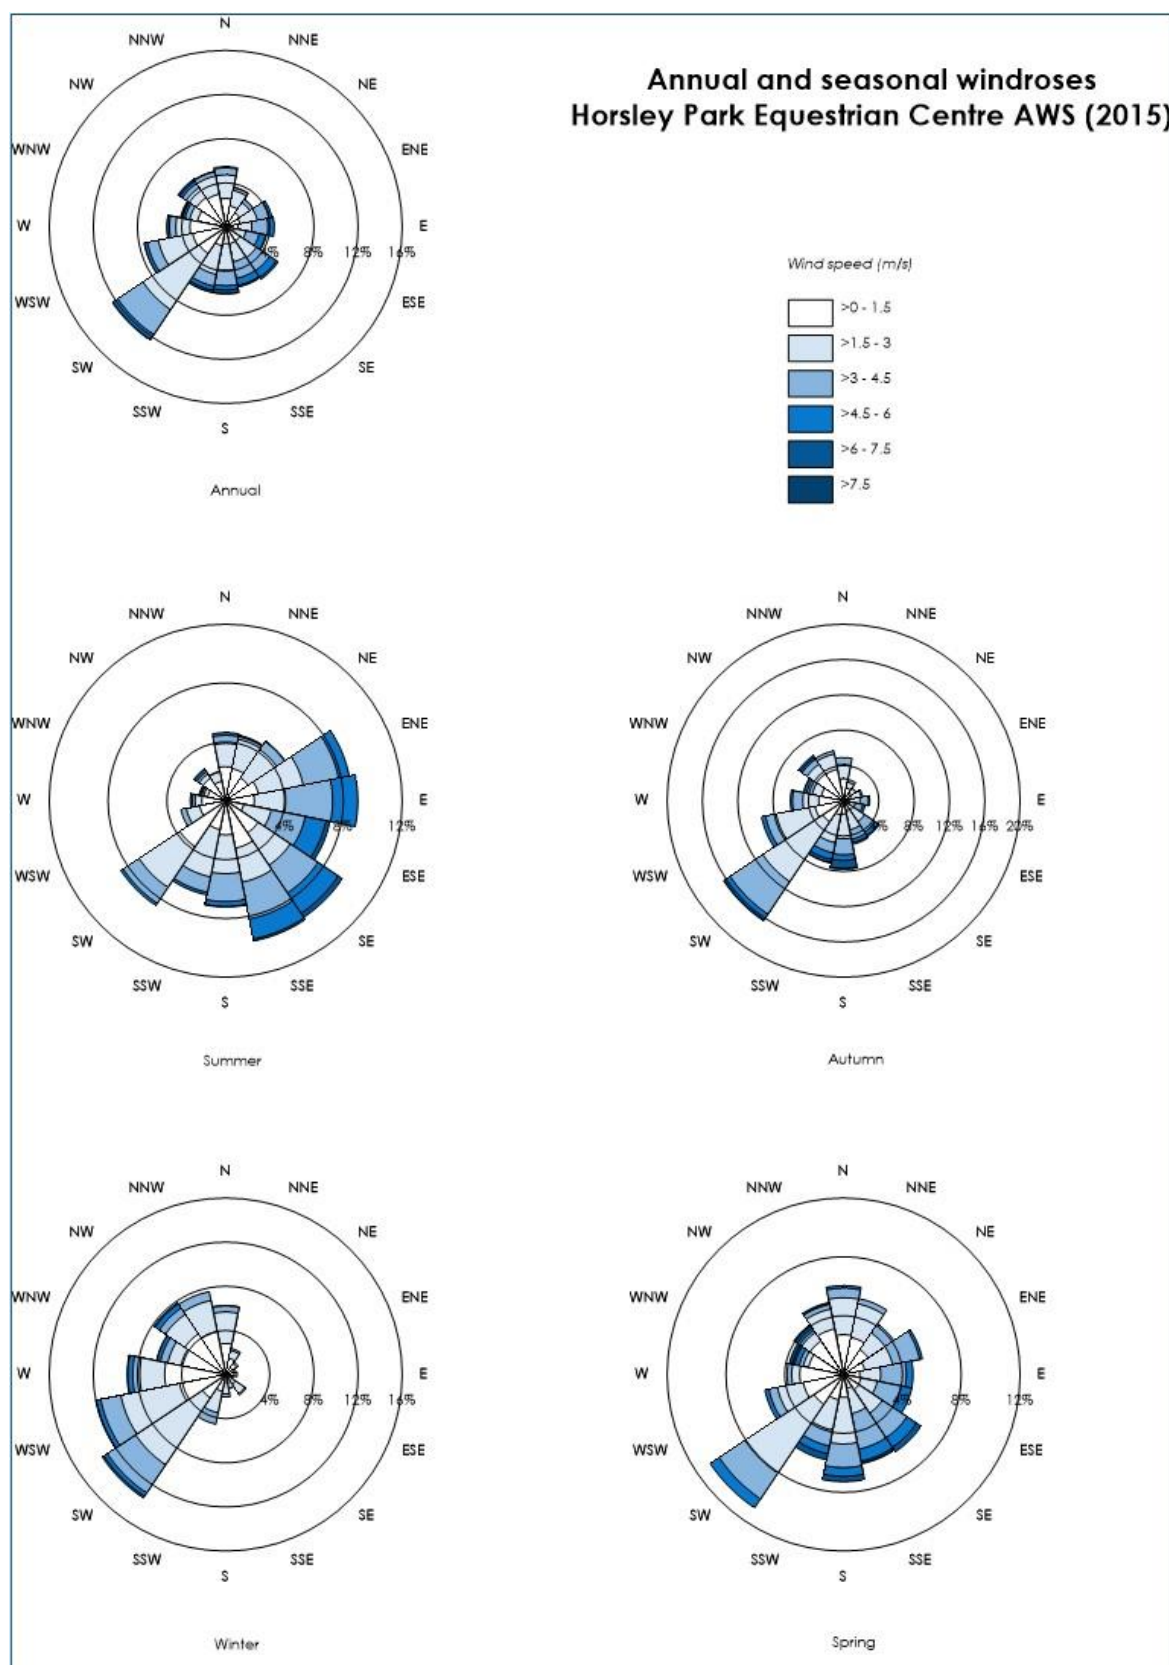 Annual and seasonal windroses
Horsley Park Equestrian Centre AWS (2015)
N
NNW
NNE
NW
NE
WNW
ENE
W
E
4% 8% 12% 16%
WSW
ESE
SW
SE
SSW
SSE
S
Annual
Wind speed (m/s)
>0 - 1.5
>1.5 - 3
>3 - 4.5
>4.5 - 6
>6 - 7.5
>7.5
N
NNW
NNE
NW
NE
WNW
ENE
W
E
4% 8% 12%
WSW
ESE
SW
SE
SSW
SSE
S
Summer
N
NNW
NNE
NW
NE
WNW
ENE
W
E
4% 8% 12% 16% 20%
WSW
ESE
SW
SE
SSW
SSE
S
Autumn
N
NNW
NNE
NW
NE
WNW
ENE
W
E
4% 8% 12% 16%
WSW
ESE
SW
SE
SSW
SSE
S
Winter
N
NNW
NNE
NW
NE
WNW
ENE
W
E
4% 8% 12%
WSW
ESE
SW
SE
SSW
SSE
S
Spring